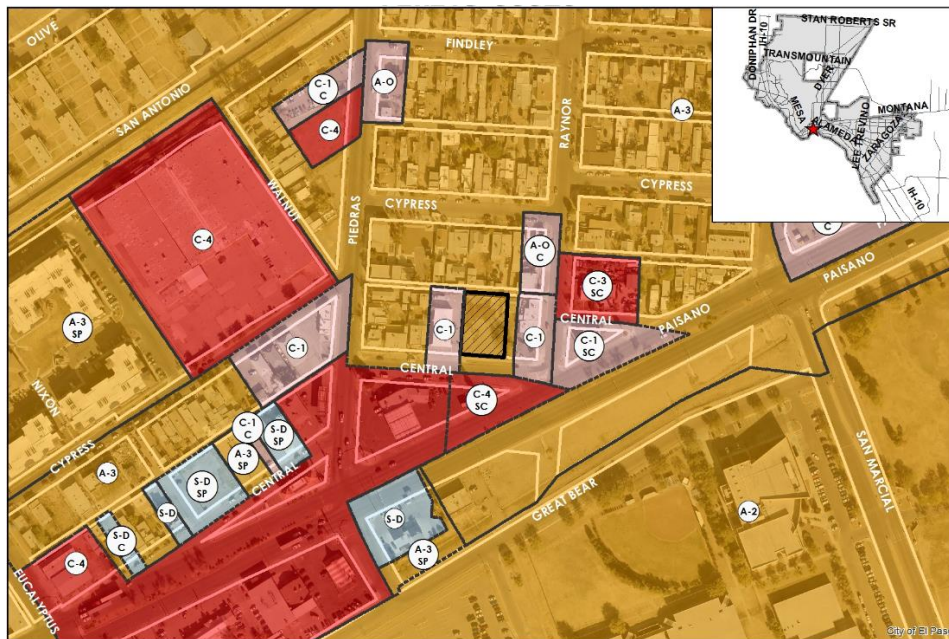 OLIVE
FINDLEY
SAN ANTONIO
C-1
C
A-O
C-4
RAYNOR
A-3
WALNUT
CYPRESS
CYPRESS
PIEDRAS
C-4
A-O
C
C-3
SC
PAISANO
C
A-3
SP
C-1
C-1
C-1
CENTRAL
PAISANO
C-1
SC
CENTRAL
NIXON
C-4
SC
C-1
C
S-D
SP
CYPRESS
A-3
A-3
SP
CENTRAL
S-D
SP
SAN MARCIAL
GREAT BEAR
S-D
S-D
A-2
S-D
C
A-3
SP
C-4
EUCALYPTUS
STAN ROBERTS SR
DONIPHAN DR
IH-10
TRANSMOUNTAIN
DYER
MESA
MONTANA
ALAMEDA
LEE TREVINO
ZARAGOZA
IH-10
City of El Pas